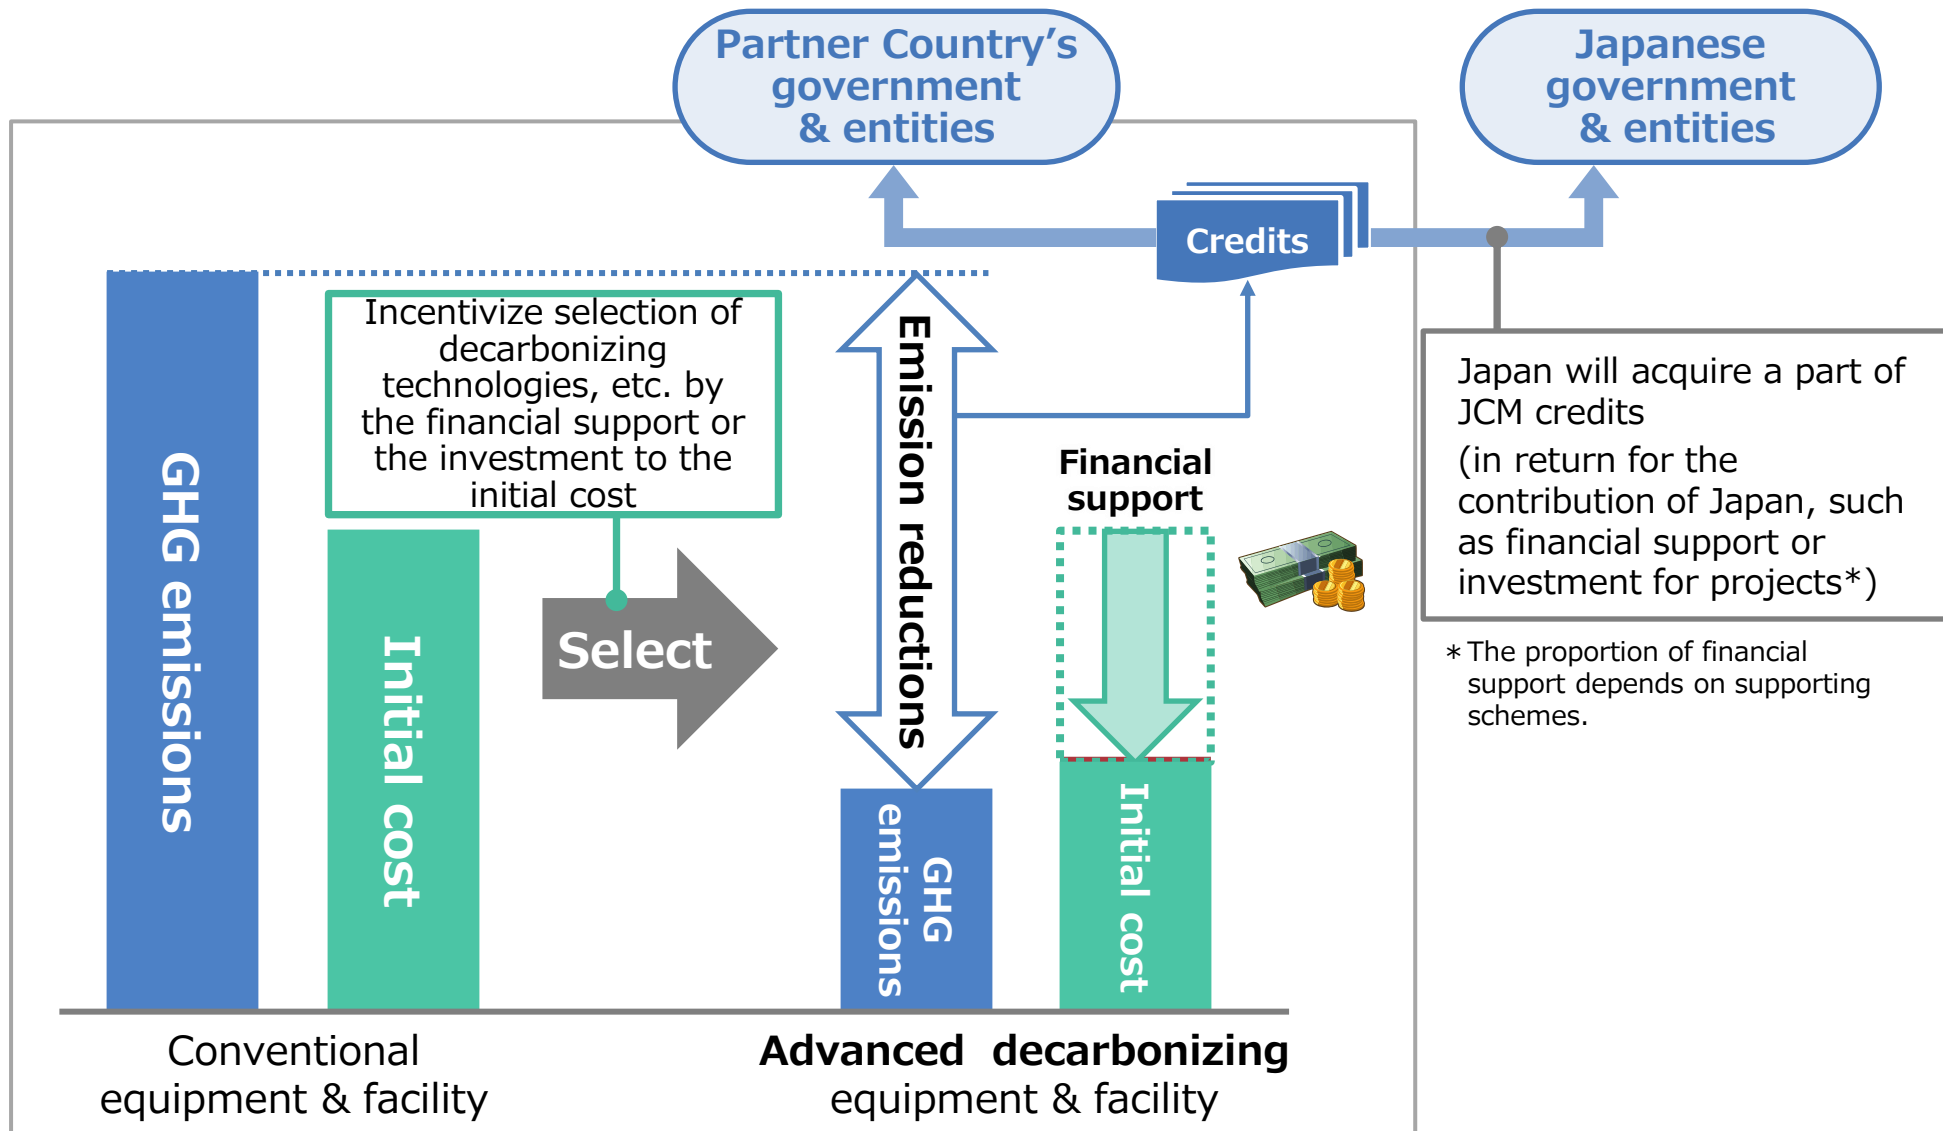 Partner Country’s
government
& entities
Japanese
government
& entities
Credits
Incentivize selection of
decarbonizing
technologies, etc. by
the financial support or
the investment to the
initial cost
GHG emissions
Initial cost
Select
Emission reductions
Financial
support
GHG
emissions
Initial cost
Japan will acquire a part of
JCM credits
(in return for the
contribution of Japan, such
as financial support or
investment for projects*)
* The proportion of financial
support depends on supporting
schemes.
Conventional
equipment & facility
Advanced decarbonizing
equipment & facility